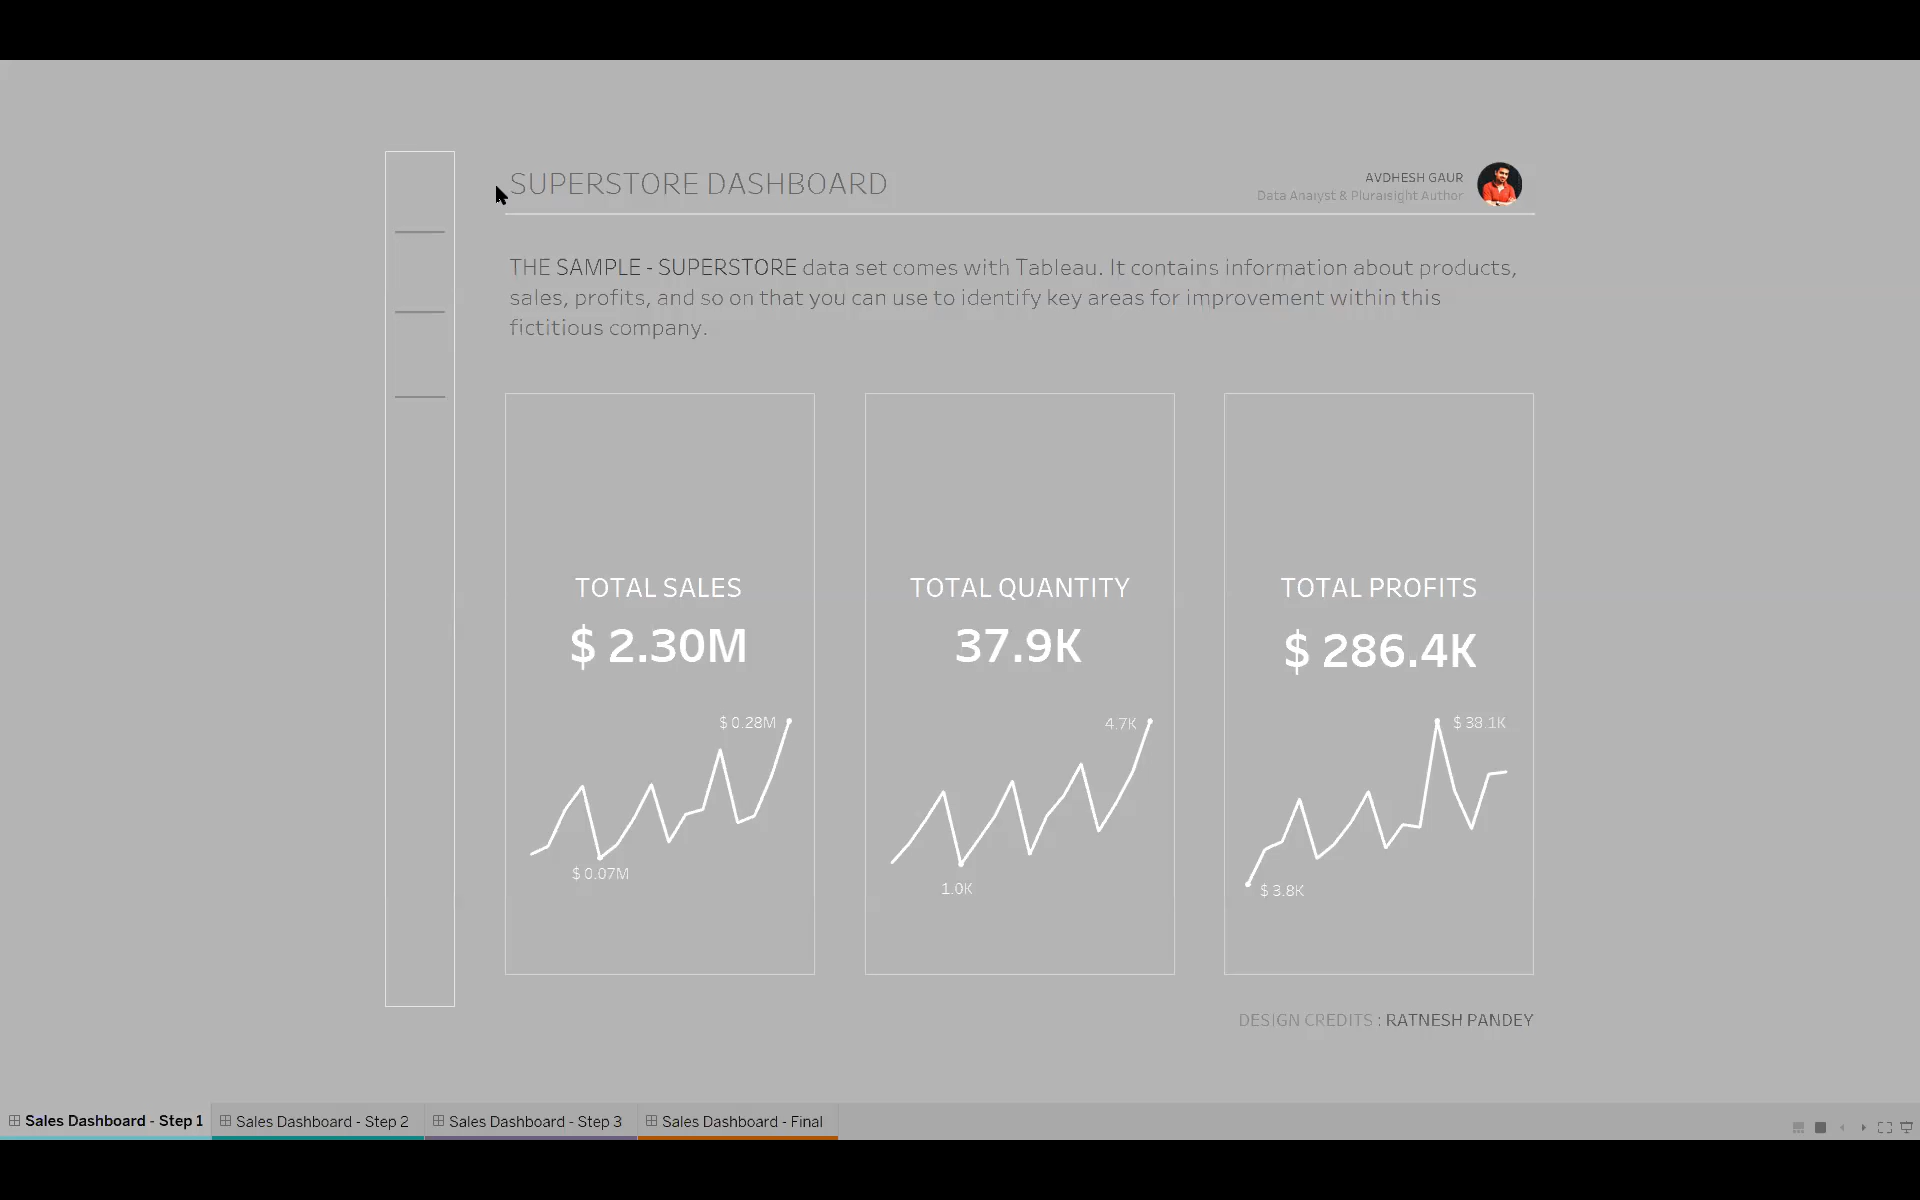 SUPERSTORE DASHBOARD
AVDHESH GAUR
Data Analyst & Pluralsight Author
THE SAMPLE - SUPERSTORE data set comes with Tableau. It contains information about products,
sales, profits, and so on that you can use to identify key areas for improvement within this
fictitious company.
TOTAL SALES
$ 2.30M
$ 0.28M
$ 0.07M
TOTAL QUANTITY
37.9K
4.7K
1.0K
TOTAL PROFITS
$ 286.4K
$ 38.1K
$ 3.8K
DESIGN CREDITS : RATNESH PANDEY
Sales Dashboard - Step 1
Sales Dashboard - Step 2
Sales Dashboard - Step 3
Sales Dashboard - Final